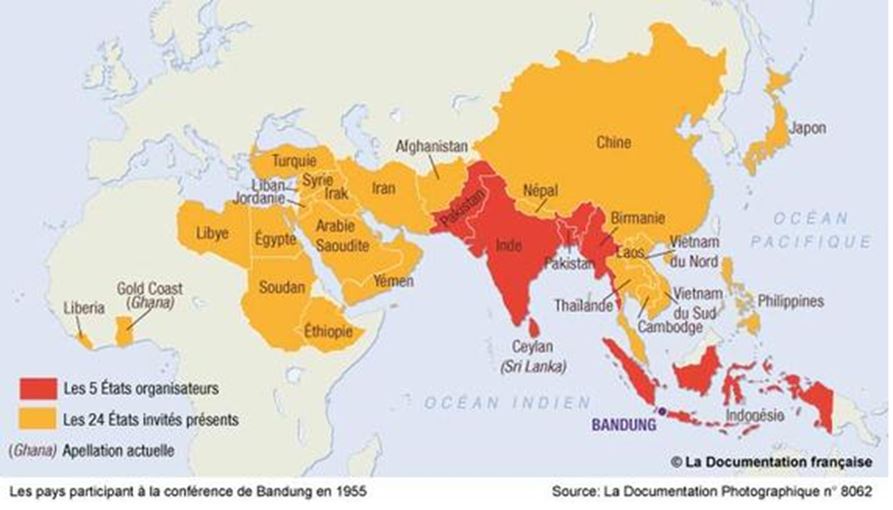 Chine
Japon
Afghanistan
Turquie
Liban
Syrie
Jordanie
Irak
Iran
Népal
Pakistan
Birmanie
OCÉAN
PACIFIQUE
Libye
Égypte
Arabie
Saoudite
Inde
Laos
Vietnam
du Nord
Pakistan
Soudan
Yémen
Gold Coast
(Ghana)
Liberia
Thaïlande
Vietnam
du Sud
Philippines
Cambodge
Éthiopie
Ceylan
(Sri Lanka)
Les 5 États organisateurs
OCÉAN INDIEN
Les 24 États invités présents
BANDUNG
Indogésie
(Ghana) Apellation actuelle
© La Documentation française
Les pays participant à la conférence de Bandung en 1955
Source: La Documentation Photographique n° 8062